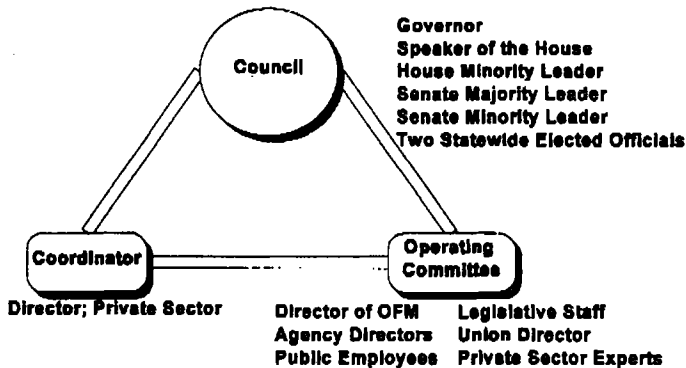 Council
Governor
Speaker of the House
House Minority Leader
Senate Majority Leader
Senate Minority Leader
Two Statewide Elected Officials
Coordinator
Director; Private Sector
Operating
Committee
Director of OFM
Agency Directors
Public Employees
Legislative Staff
Union Director
Private Sector Experts